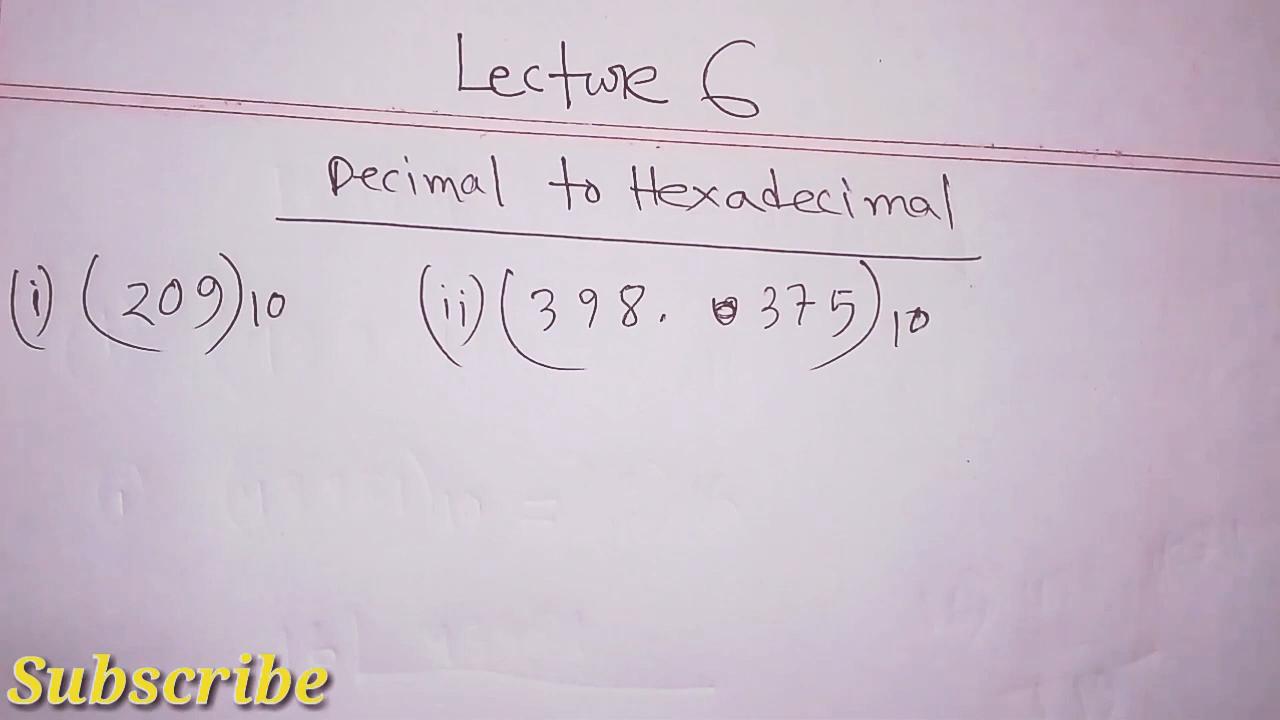 Lecture 6
Decimal to Hexadecimal
(i) (209)10 (ii) (398. 375)10
Subscribe